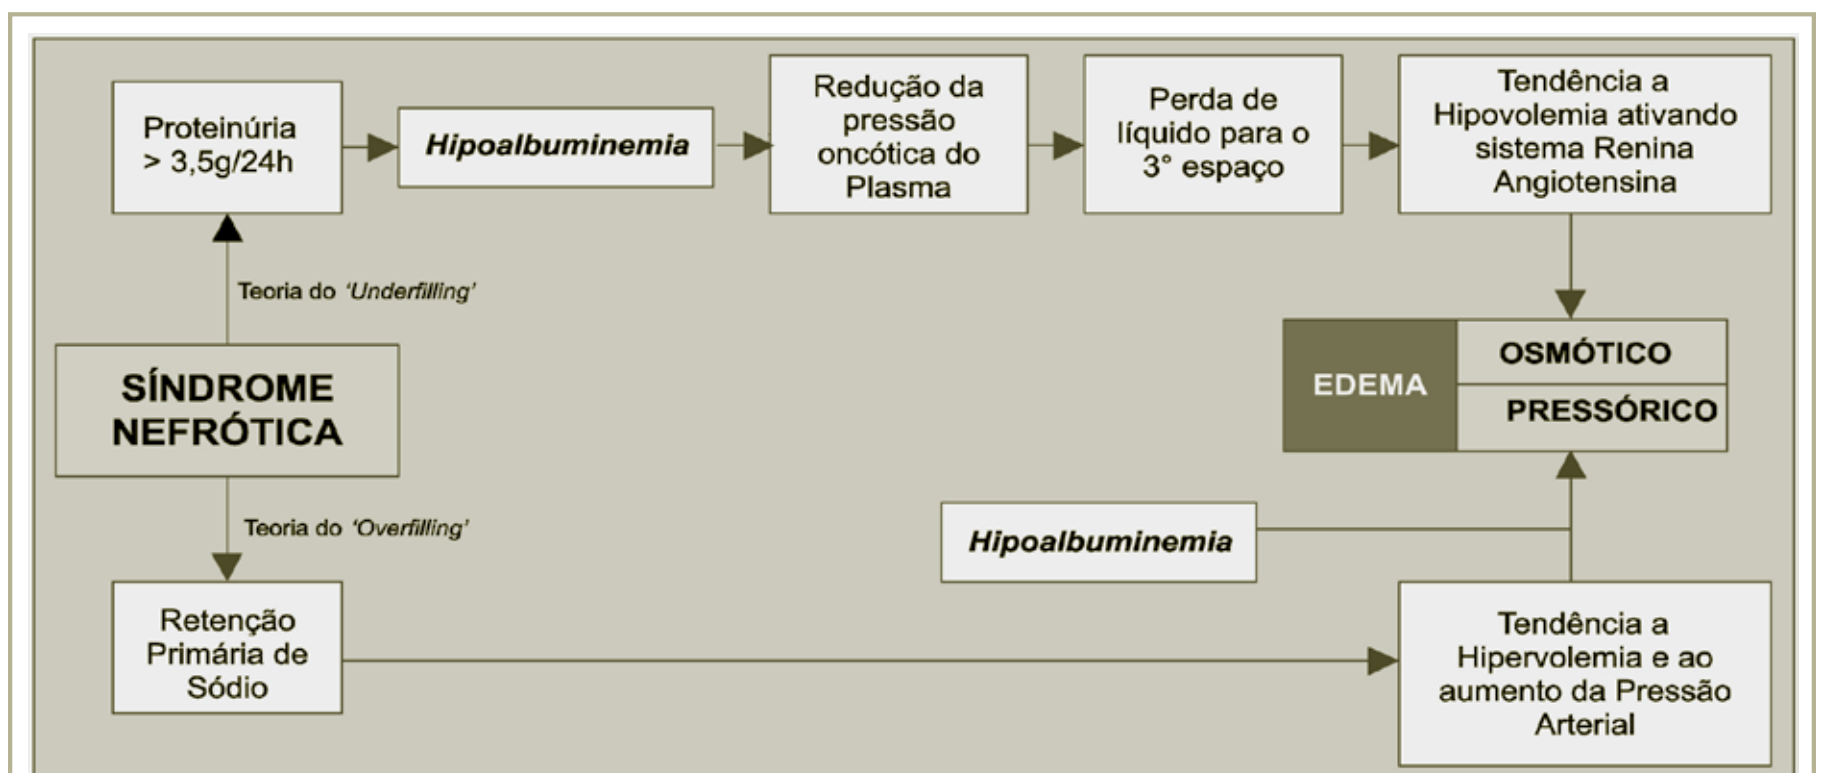 Proteinúria
> 3,5g/24h
Hipoalbuminemia
Redução da
pressão
oncótica do
Plasma
Perda de
líquido para o
3° espaço
Tendência a
Hipovolemia ativando
sistema Renina
Angiotensina
Teoria do ‘Underfilling’
SÍNDROME
NEFRÓTICA
EDEMA
OSMÓTICO
PRESSÓRICO
Teoria do ‘Overfilling’
Hipoalbuminemia
Retenção
Primária de
Sódio
Tendência a
Hipervolemia e ao
aumento da Pressão
Arterial